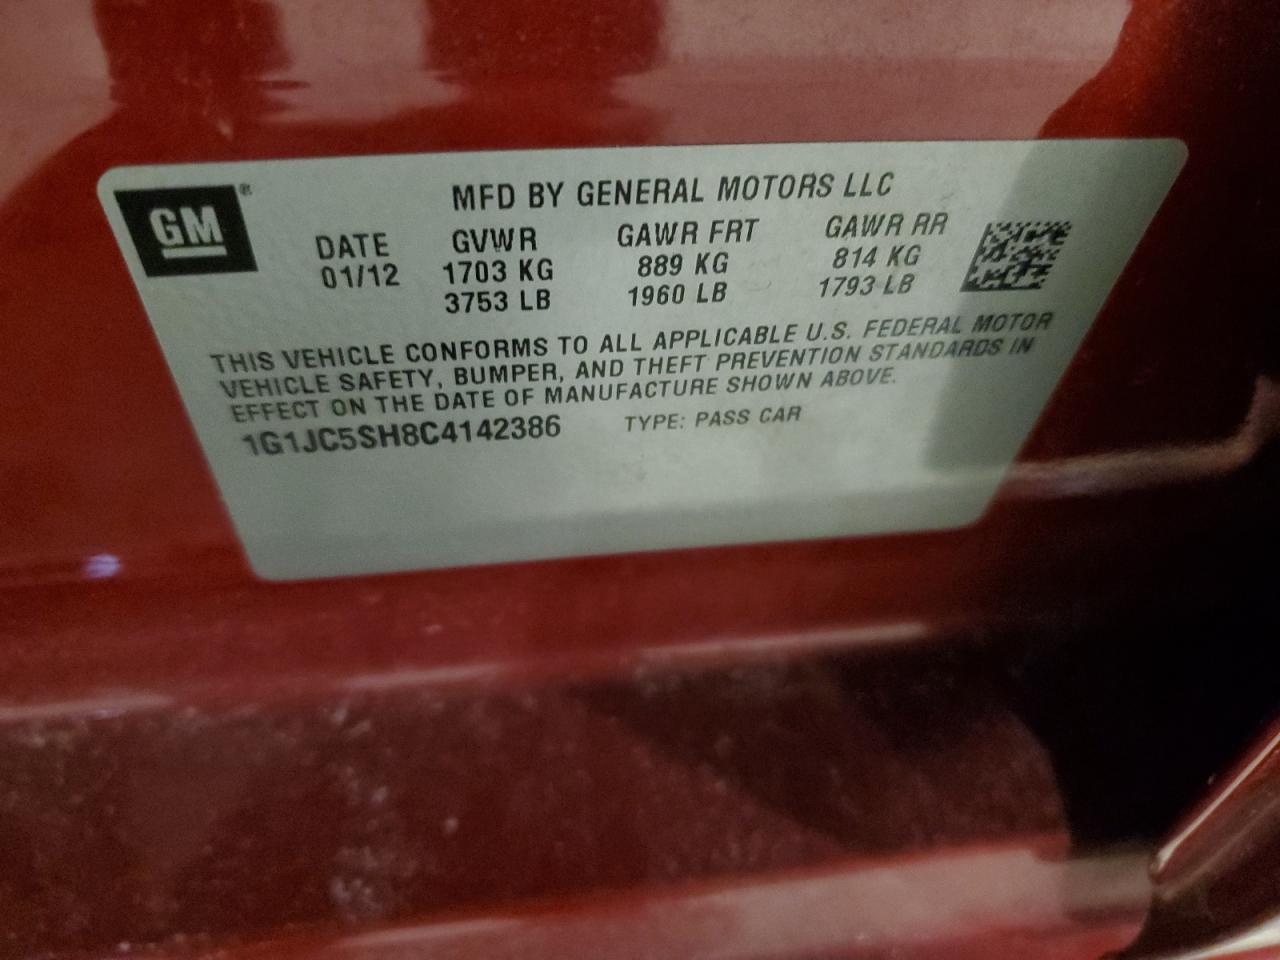 GM®
MFD BY GENERAL MOTORS LLC
DATE GVWR GAWR FRT GAWR RR
01/12 1703 KG 889 KG 814 KG
3753 LB 1960 LB 1793 LB
THIS VEHICLE CONFORMS TO ALL APPLICABLE U.S. FEDERAL MOTOR
VEHICLE SAFETY, BUMPER, AND THEFT PREVENTION STANDARDS IN
EFFECT ON THE DATE OF MANUFACTURE SHOWN ABOVE.
1G1JC5SH8C4142386 TYPE: PASS CAR